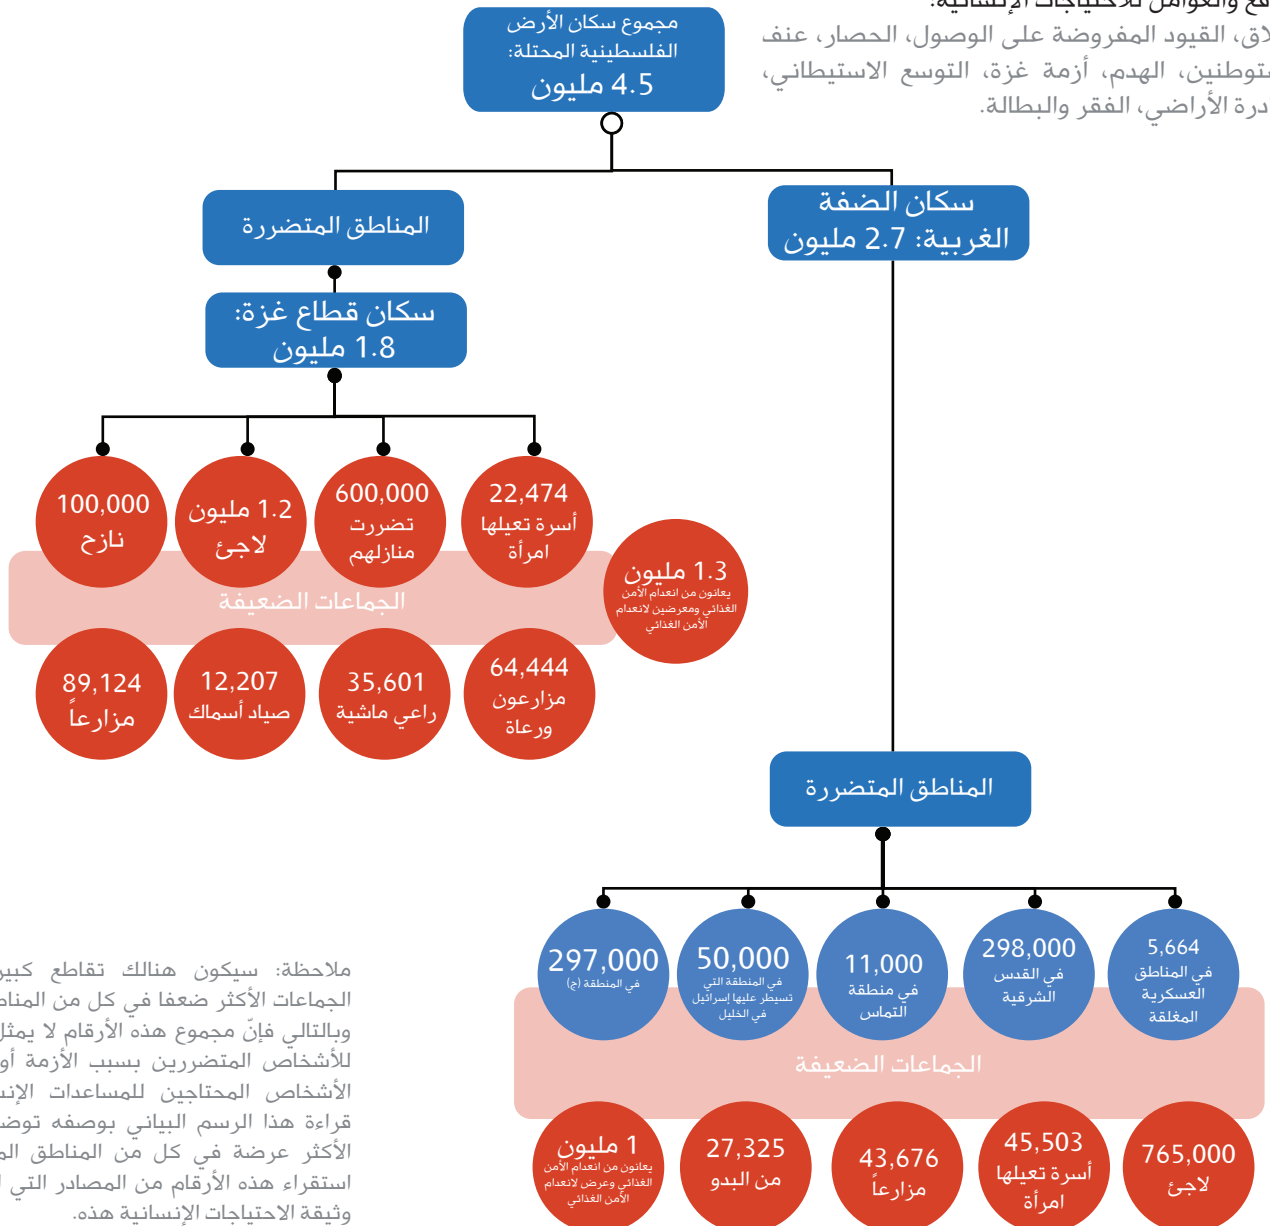 والعوامل للاحتياجات الإنسانية:
القيود المفروضة على الوصول، الحصار، عنف
الهدم، أزمة غزة، التوسع الاستيطاني،
الأراضي، الفقر والبطالة.
مجموع سكان الأرض
الفلسطينية المحتلة:
4.5 مليون
سكان الضفة
الغربية: 2.7 مليون
المناطق المتضررة
سكان قطاع غزة:
1.8 مليون
22,474
أسرة تعيلها
امرأة
600,000
تضررت
منازلهم
1.2 مليون
لاجئ
100,000
نازح
1.3 مليون
يعانون من انعدام الأمن
الغذائي ومعرضين لانعدام
الأمن الغذائي
الجماعات الضعيفة
64,444
مزارعون
ورعاة
35,601
راعي ماشية
12,207
صياد أسماك
89,124
مزارعاً
المناطق المتضررة
5,664
في المناطق
العسكرية
المغلقة
298,000
في القدس
الشرقية
11,000
في منطقة
التماس
50,000
في المنطقة التي
تسيطر عليها إسرائيل
في الخليل
297,000
في المنطقة (ج)
الجماعات الضعيفة
765,000
لاجئ
45,503
أسرة تعيلها
امرأة
43,676
مزارعاً
27,325
من البدو
1 مليون
يعانون من انعدام الأمن
الغذائي وعرض لانعدام
الأمن الغذائي
ملاحظة: سيكون هنالك تقاطع كبير
الجماعات الأكثر ضعفا في كل من
وبالتالي فإنّ مجموع هذه الأرقام لا يمثل
للأشخاص المتضررين بسبب الأزمة أو
الأشخاص المحتاجين للمساعدات
قراءة هذا الرسم البياني بوصفه
الأكثر عرضة في كل من المناطق
استقراء هذه الأرقام من المصادر التي
وثيقة الاحتياجات الإنسانية هذه.